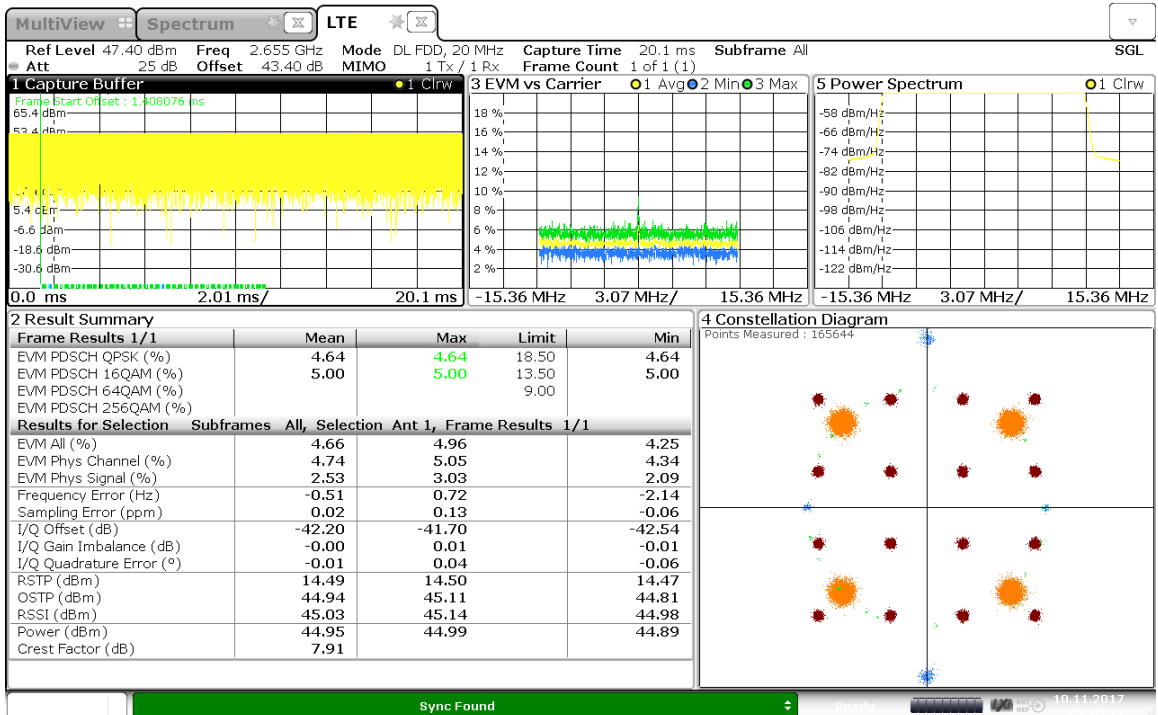 MultiView Spectrum LTE
Ref Level 47.40 dBm Freq 2.655 GHz Mode DL FDD, 20 MHz Capture Time 20.1 ms Subframe All SGL
Att 25 dB Offset 43.40 dB MIMO 1 Tx / 1 Rx Frame Count 1 of 1 (1)
1 Capture Buffer 1 Clrw
Frame Start Offset : 1.408076 ms
65.4 dBm
53.4 dBm
5.4 dBm
-6.6 dBm
-18.6 dBm
-30.6 dBm
0.0 ms 2.01 ms/ 20.1 ms
3 EVM vs Carrier 1 Avg 2 Min 3 Max
18 %
16 %
14 %
12 %
10 %
8 %
6 %
4 %
2 %
-15.36 MHz 3.07 MHz/ 15.36 MHz
5 Power Spectrum 1 Clrw
-58 dBm/Hz
-66 dBm/Hz
-74 dBm/Hz
-82 dBm/Hz
-90 dBm/Hz
-98 dBm/Hz
-106 dBm/Hz
-114 dBm/Hz
-122 dBm/Hz
-15.36 MHz 3.07 MHz/ 15.36 MHz
2 Result Summary
Frame Results 1/1 Mean Max Limit Min
EVM PDSCH QPSK (%) 4.64 4.64 18.50 4.64
EVM PDSCH 16QAM (%) 5.00 5.00 13.50 5.00
EVM PDSCH 64QAM (%) 9.00
EVM PDSCH 256QAM (%)
Results for Selection Subframes All, Selection Ant 1, Frame Results 1/1
EVM All (%) 4.66 4.96 4.25
EVM Phys Channel (%) 4.74 5.05 4.34
EVM Phys Signal (%) 2.53 3.03 2.09
Frequency Error (Hz) -0.51 0.72 -2.14
Sampling Error (ppm) 0.02 0.13 -0.06
I/Q Offset (dB) -42.20 -41.70 -42.54
I/Q Gain Imbalance (dB) -0.00 0.01 -0.01
I/Q Quadrature Error (°) -0.01 0.04 -0.06
RSTP (dBm) 14.49 14.50 14.47
OSTP (dBm) 44.94 45.11 44.81
RSSI (dBm) 45.03 45.14 44.98
Power (dBm) 44.95 44.99 44.89
Crest Factor (dB) 7.91
4 Constellation Diagram
Points Measured : 165644
Sync Found Ready 10.11.2017